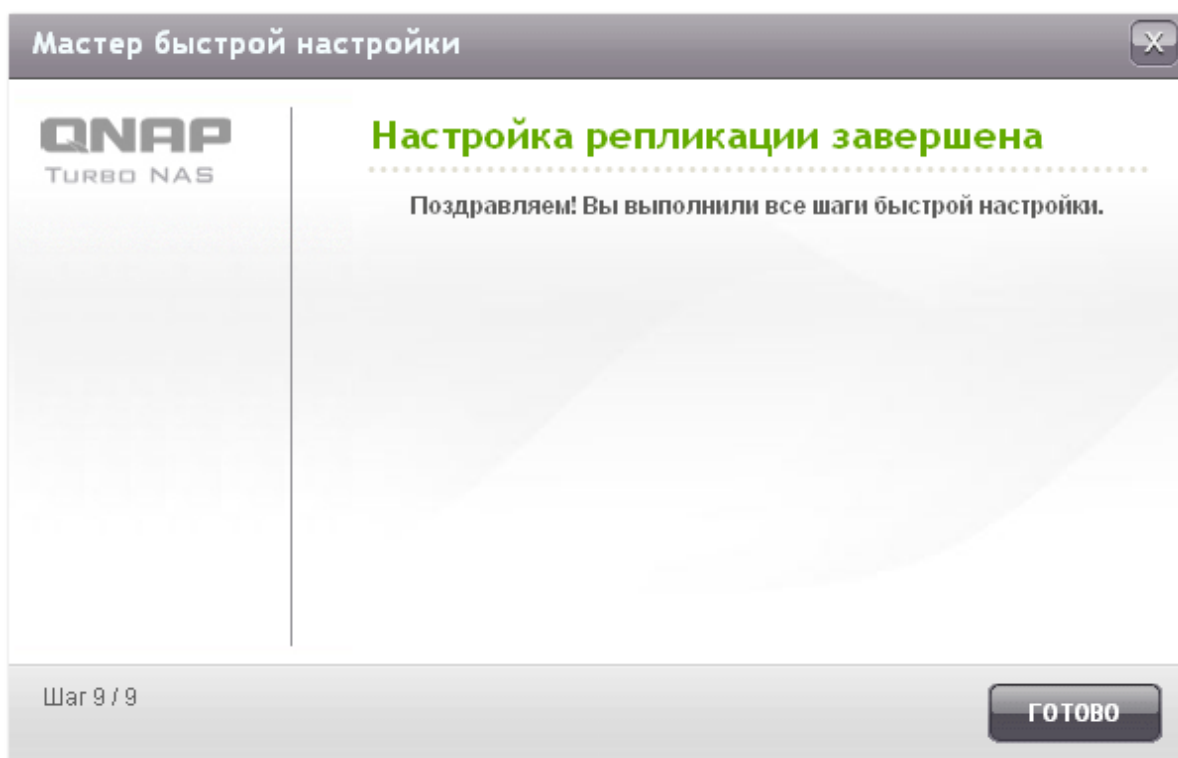 Мастер быстрой настройки
X
QNAP
TURBO NAS
Настройка репликации завершена
Поздравляем! Вы выполнили все шаги быстрой настройки.
Шаг 9 / 9
ГОТОВО